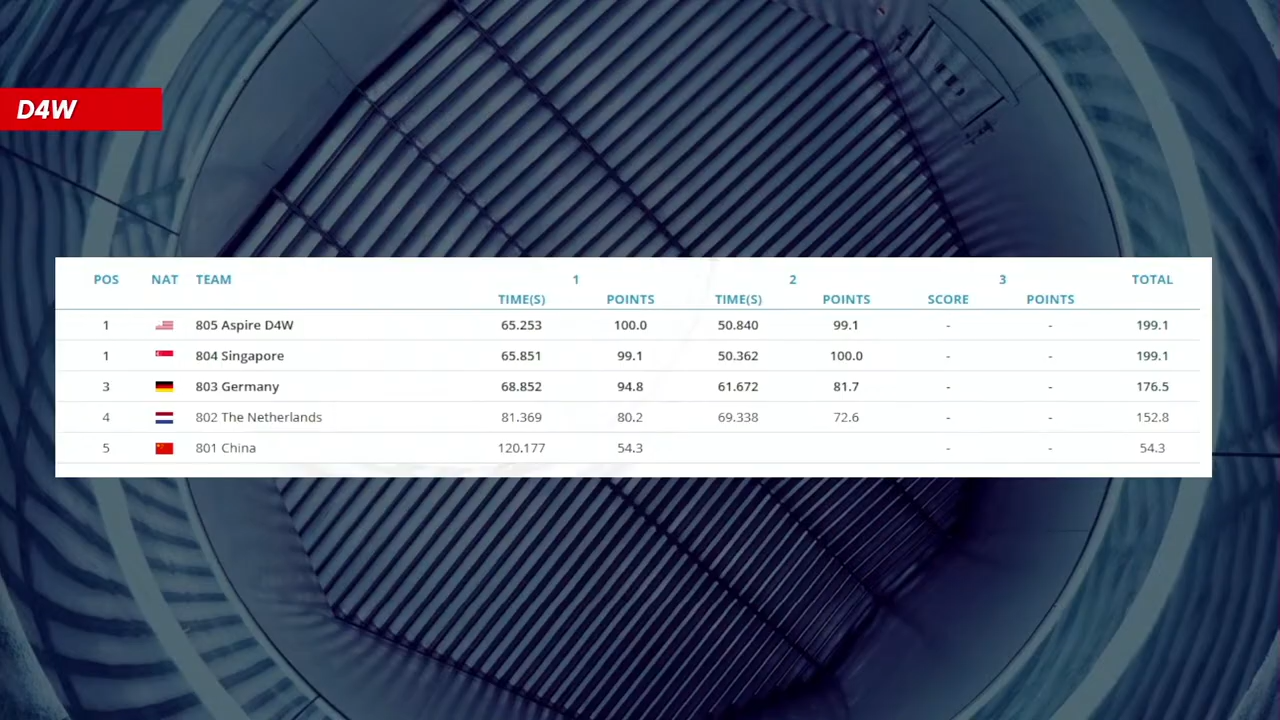 D4W
POS NAT TEAM 1 2 3 TOTAL
TIME(S) POINTS TIME(S) POINTS SCORE POINTS
1 805 Aspire D4W 65.253 100.0 50.840 99.1 - - 199.1
1 804 Singapore 65.851 99.1 50.362 100.0 - - 199.1
3 803 Germany 68.852 94.8 61.672 81.7 - - 176.5
4 802 The Netherlands 81.369 80.2 69.338 72.6 - - 152.8
5 801 China 120.177 54.3 - - 54.3